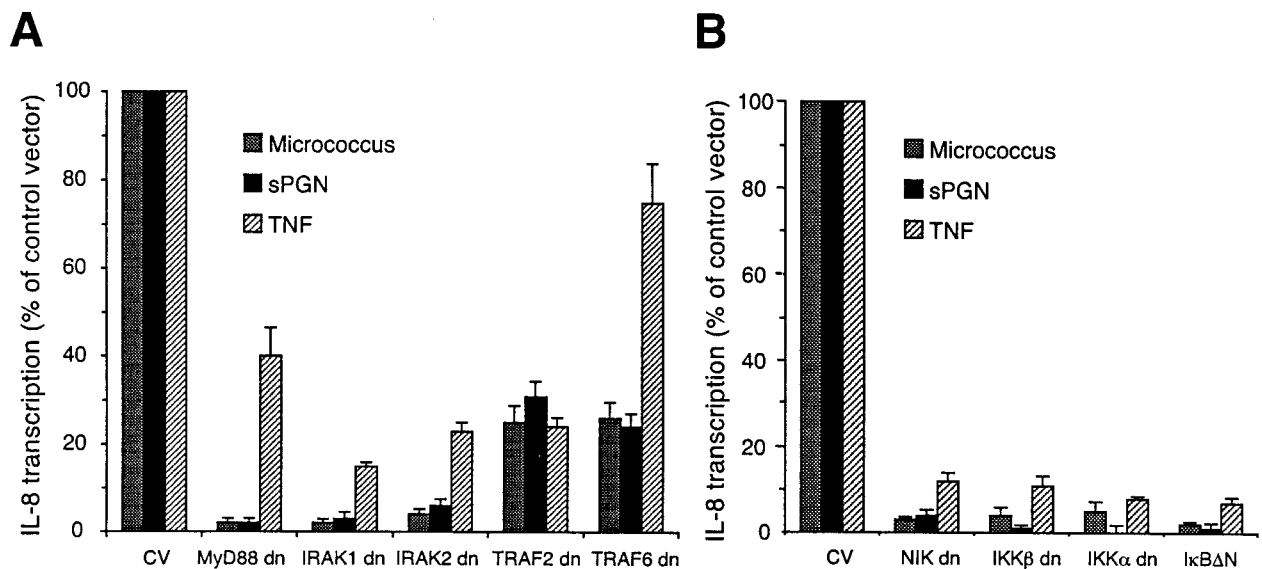 A
IL-8 transcription (% of control vector)
100
80
60
40
20
0
Micrococcus
sPGN
TNF
CV MyD88 dn IRAK1 dn IRAK2 dn TRAF2 dn TRAF6 dn
B
IL-8 transcription (% of control vector)
100
80
60
40
20
0
Micrococcus
sPGN
TNF
CV NIK dn IKKβ dn IKKα dn IκBΔN